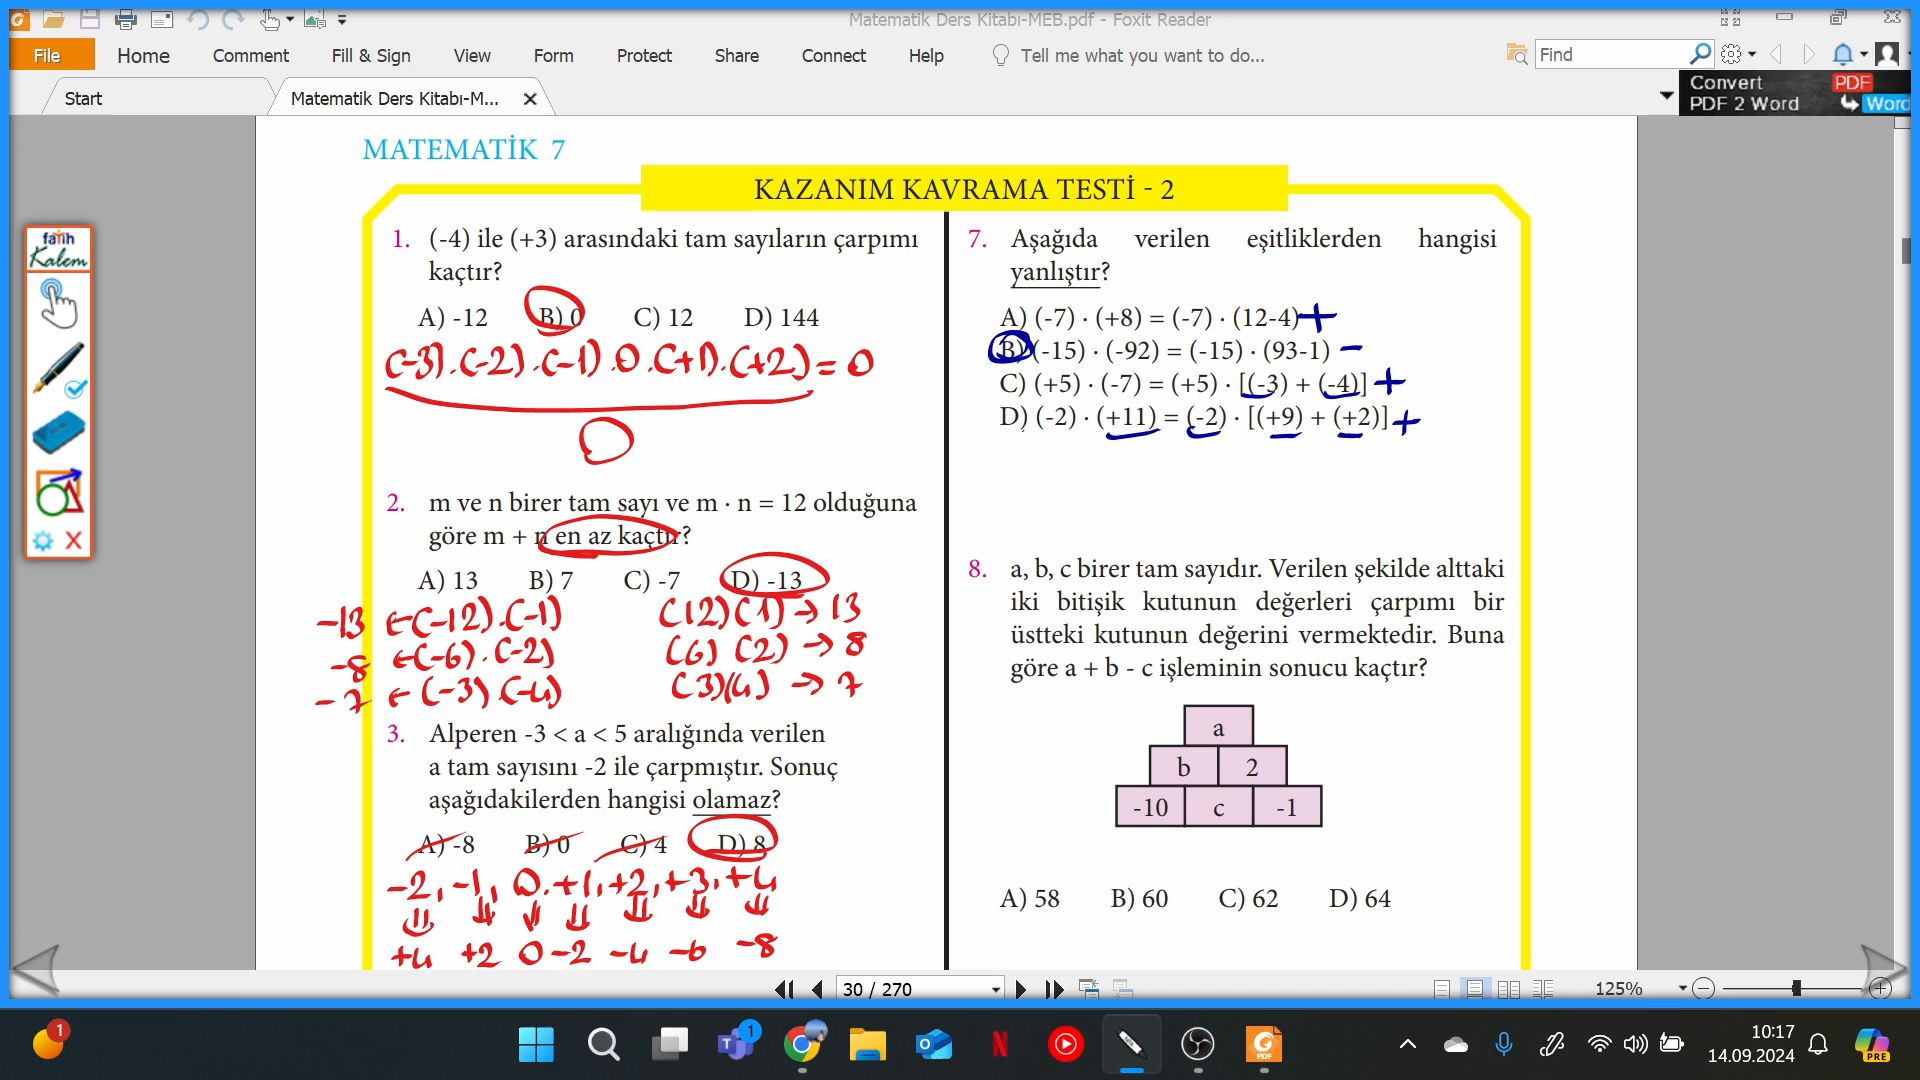 Matematik Ders Kitabı-MEB.pdf - Foxit Reader
File Home Comment Fill & Sign View Form Protect Share Connect Help Tell me what you want to do... Find
Start Matematik Ders Kitabı-M...
Convert PDF
PDF 2 Word Word
MATEMATİK 7
KAZANIM KAVRAMA TESTİ - 2
fatih
Kalem
1. (-4) ile (+3) arasındaki tam sayıların çarpımı
kaçtır?
A) -12 B) 0 C) 12 D) 144
(-3).(-2).(-1).0.(+1).(+2)=0
2. m ve n birer tam sayı ve m · n = 12 olduğuna
göre m + n en az kaçtır?
A) 13 B) 7 C) -7 D) -13
-13 ←(-12).(-1) (12)(1)→13
-8 ←(-6).(-2) (6)(2)→8
-7 ←(-3).(-4) (3)(4)→7
3. Alperen -3 < a < 5 aralığında verilen
a tam sayısını -2 ile çarpmıştır. Sonuç
aşağıdakilerden hangisi olamaz?
A) -8 B) 0 C) 4 D) 8
-2, -1, 0, +1, +2, +3, +4
+4 +2 0 -2 -4 -6 -8
7. Aşağıda verilen eşitliklerden hangisi
yanlıştır?
A) (-7) · (+8) = (-7) · (12-4) +
B) (-15) · (-92) = (-15) · (93-1) -
C) (+5) · (-7) = (+5) · [(-3) + (-4)] +
D) (-2) · (+11) = (-2) · [(+9) + (+2)] +
8. a, b, c birer tam sayıdır. Verilen şekilde alttaki
iki bitişik kutunun değerleri çarpımı bir
üstteki kutunun değerini vermektedir. Buna
göre a + b - c işleminin sonucu kaçtır?
a
b 2
-10 c -1
A) 58 B) 60 C) 62 D) 64
30 / 270
125%
1
1
PDF
10:17
14.09.2024
PRE